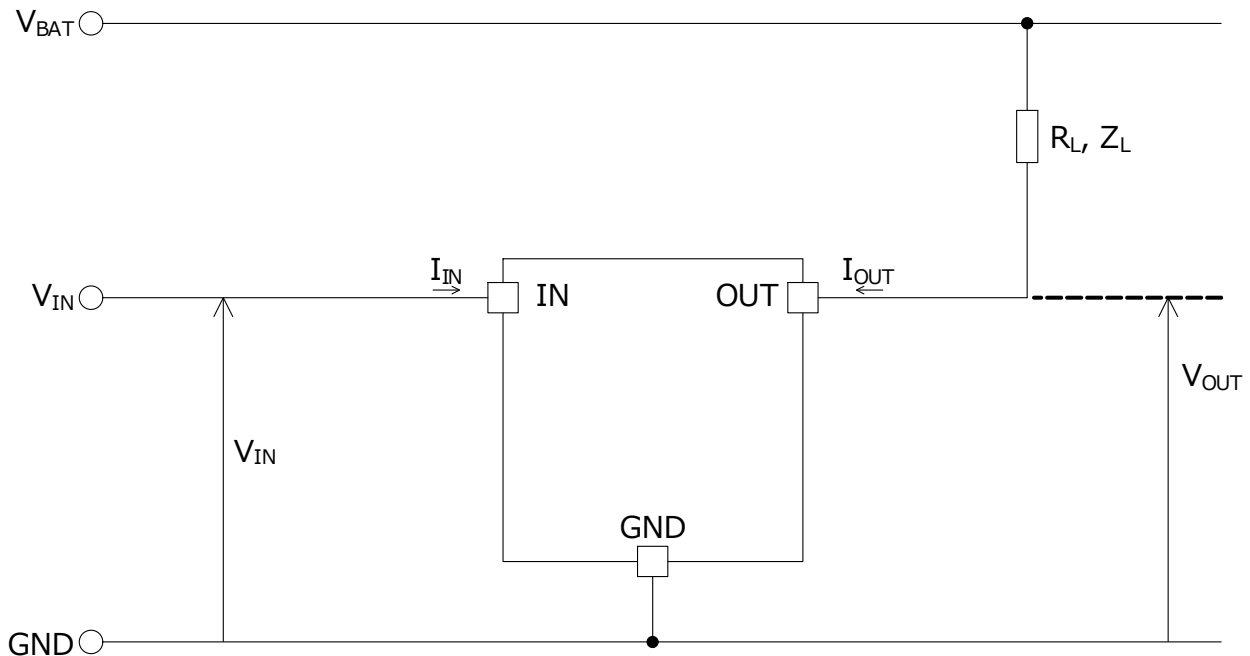 VBAT
RL, ZL
IIN
IOUT
VIN
IN
OUT
VOUT
VIN
GND
GND